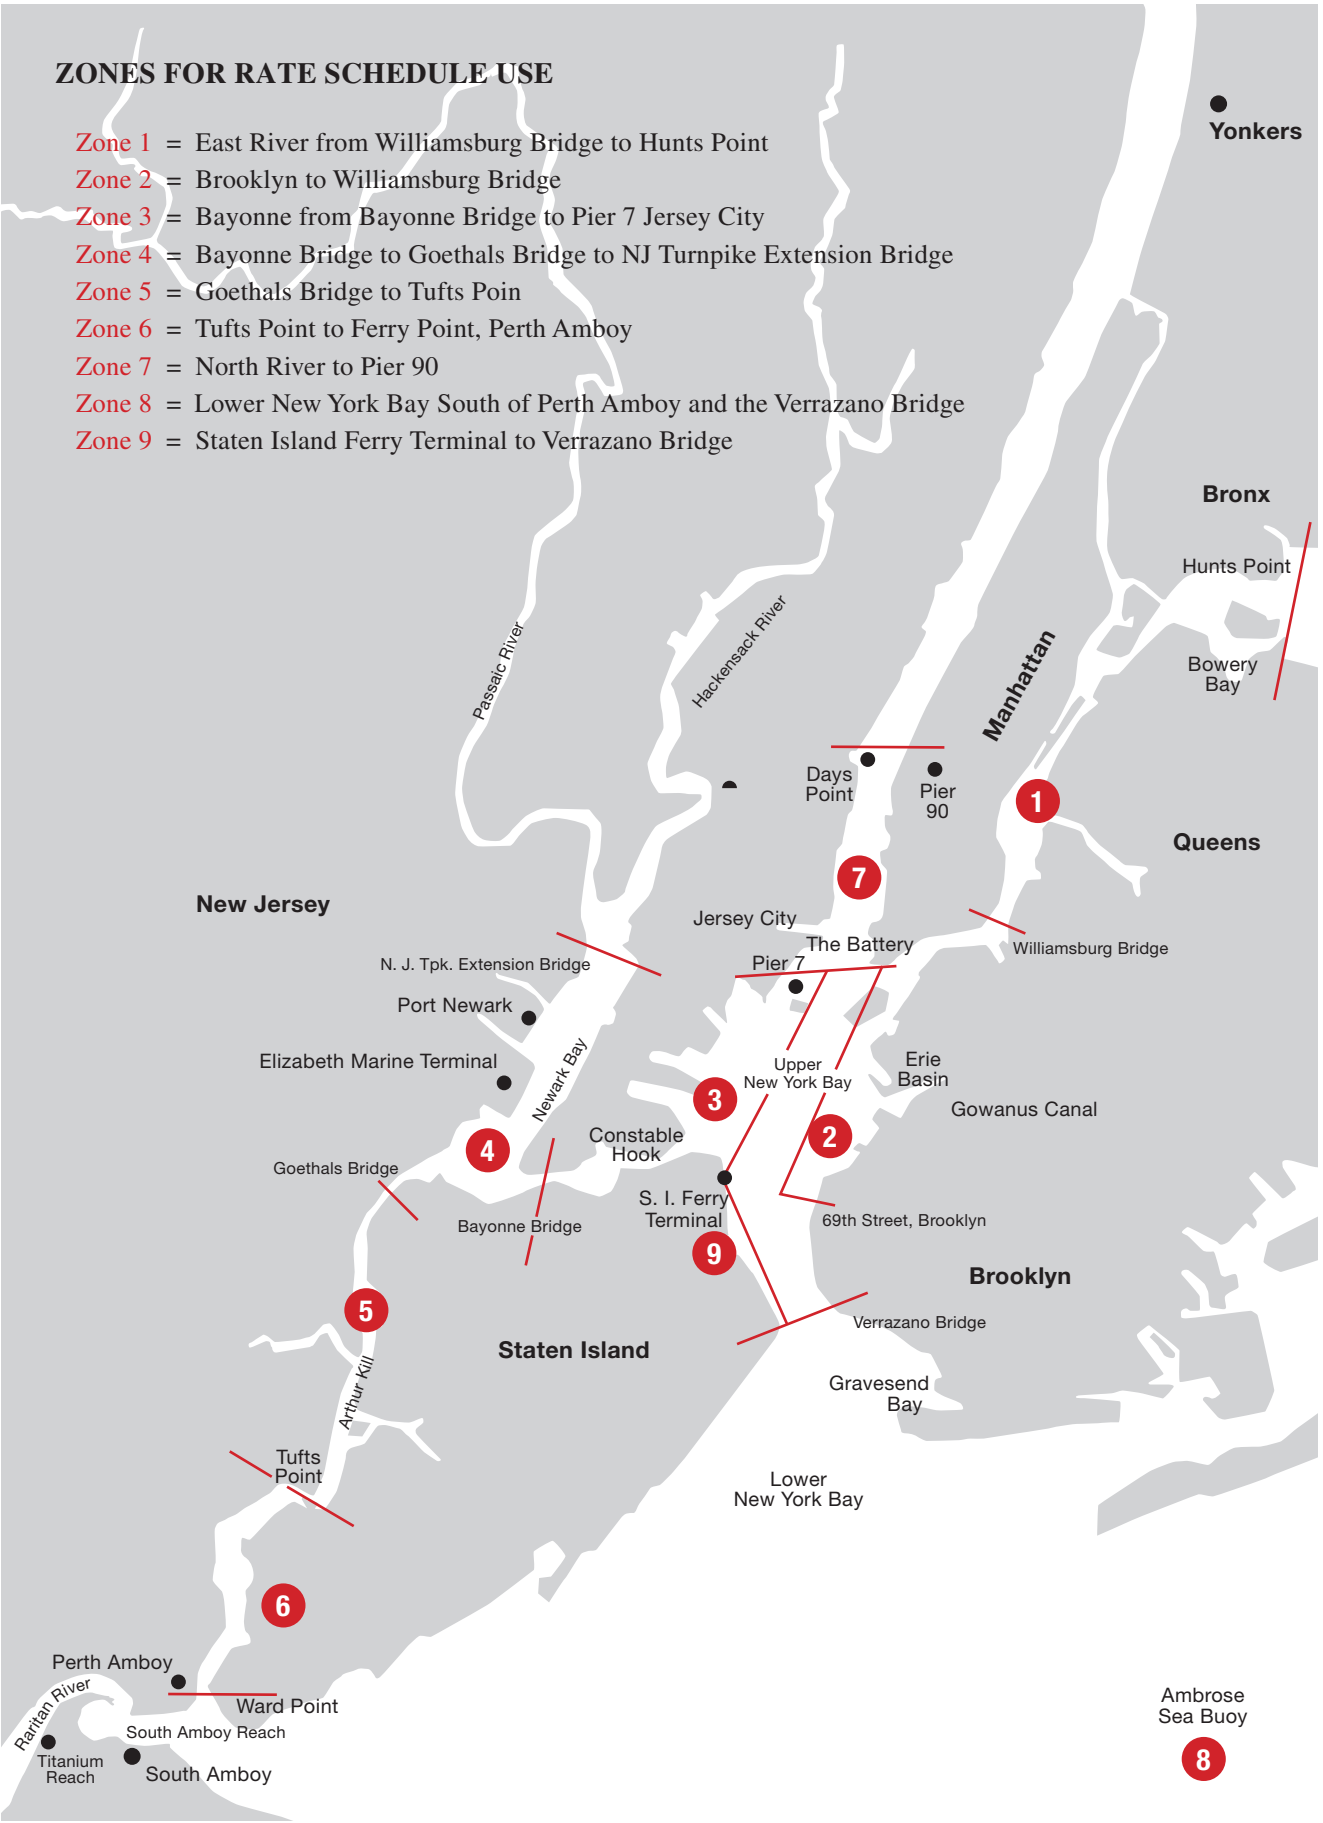 ZONES FOR RATE SCHEDULE USE
Zone 1 = East River from Williamsburg Bridge to Hunts Point
Zone 2 = Brooklyn to Williamsburg Bridge
Zone 3 = Bayonne from Bayonne Bridge to Pier 7 Jersey City
Zone 4 = Bayonne Bridge to Goethals Bridge to NJ Turnpike Extension Bridge
Zone 5 = Goethals Bridge to Tufts Poin
Zone 6 = Tufts Point to Ferry Point, Perth Amboy
Zone 7 = North River to Pier 90
Zone 8 = Lower New York Bay South of Perth Amboy and the Verrazano Bridge
Zone 9 = Staten Island Ferry Terminal to Verrazano Bridge
Yonkers
Bronx
Hunts Point
Bowery
Bay
Manhattan
Hackensack River
Passaic River
Days
Point
Pier
90
1
Queens
7
New Jersey
Jersey City
The Battery
Williamsburg Bridge
Pier 7
N. J. Tpk. Extension Bridge
Port Newark
Elizabeth Marine Terminal
Newark Bay
Upper
New York Bay
Erie
Basin
Gowanus Canal
3
2
4
Constable
Hook
Goethals Bridge
Bayonne Bridge
S. I. Ferry
Terminal
69th Street, Brooklyn
9
Brooklyn
5
Verrazano Bridge
Staten Island
Arthur Kill
Gravesend
Bay
Tufts
Point
Lower
New York Bay
6
Perth Amboy
Raritan River
Ward Point
South Amboy Reach
Titanium
Reach
South Amboy
Ambrose
Sea Buoy
8